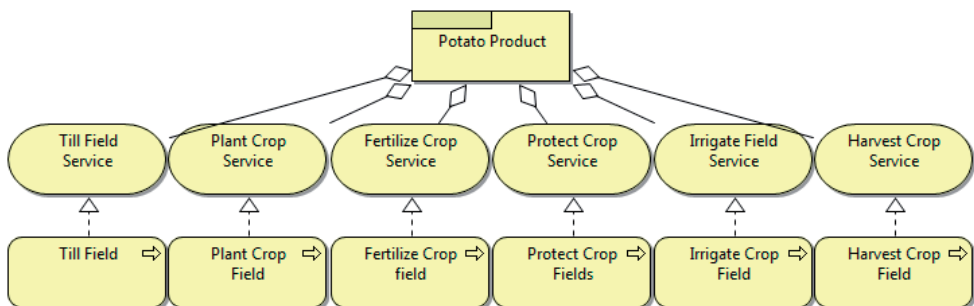 Potato Product
Till Field
Service
Plant Crop
Service
Fertilize Crop
Service
Protect Crop
Service
Irrigate Field
Service
Harvest Crop
Service
Till Field
Plant Crop
Field
Fertilize Crop
field
Protect Crop
Fields
Irrigate Crop
Field
Harvest Crop
Field